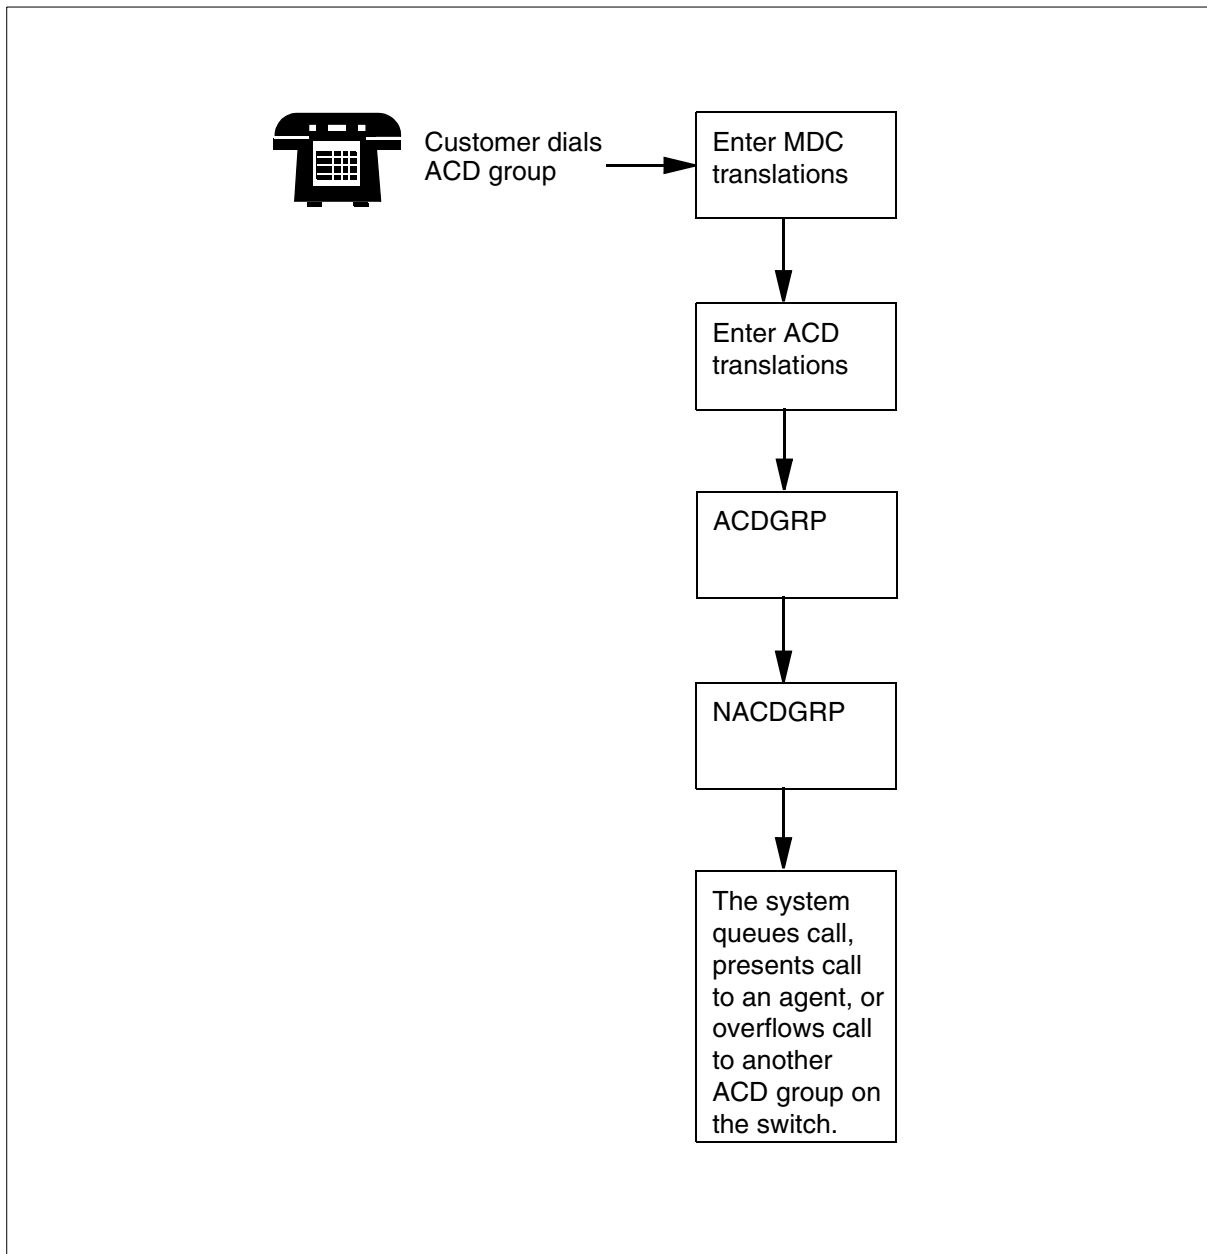 Customer dials
ACD group
Enter MDC
translations
Enter ACD
translations
ACDGRP
NACDGRP
The system
queues call,
presents call
to an agent, or
overflows call
to another
ACD group on
the switch.